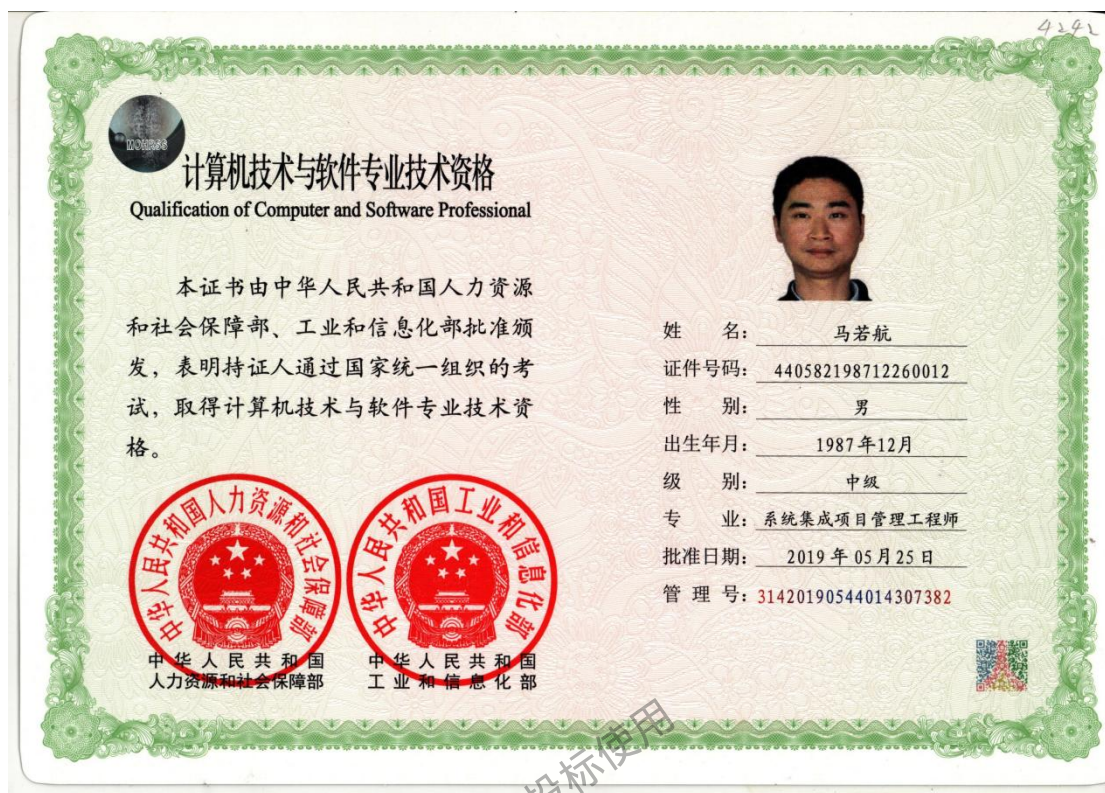 4242
MOHRSS
计算机技术与软件专业技术资格
Qualification of Computer and Software Professional
本证书由中华人民共和国人力资源
和社会保障部、工业和信息化部批准颁
发，表明持证人通过国家统一组织的考
试，取得计算机技术与软件专业技术资
格。
中华人民共和国人力资源和社会保障部
中华人民共和国工业和信息化部
中华人民共和国
人力资源和社会保障部
中华人民共和国
工业和信息化部
姓 名： 马若航
证件号码： 440582198712260012
性 别： 男
出生年月： 1987年12月
级 别： 中级
专 业： 系统集成项目管理工程师
批准日期： 2019年05月25日
管 理 号：31420190544014307382
投标使用